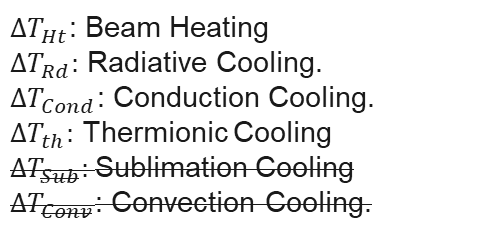 ΔT_Ht: Beam Heating
ΔT_Rd: Radiative Cooling.
ΔT_Cond: Conduction Cooling.
ΔT_th: Thermionic Cooling
ΔT_Sub: Sublimation Cooling
ΔT_Conv: Convection Cooling.